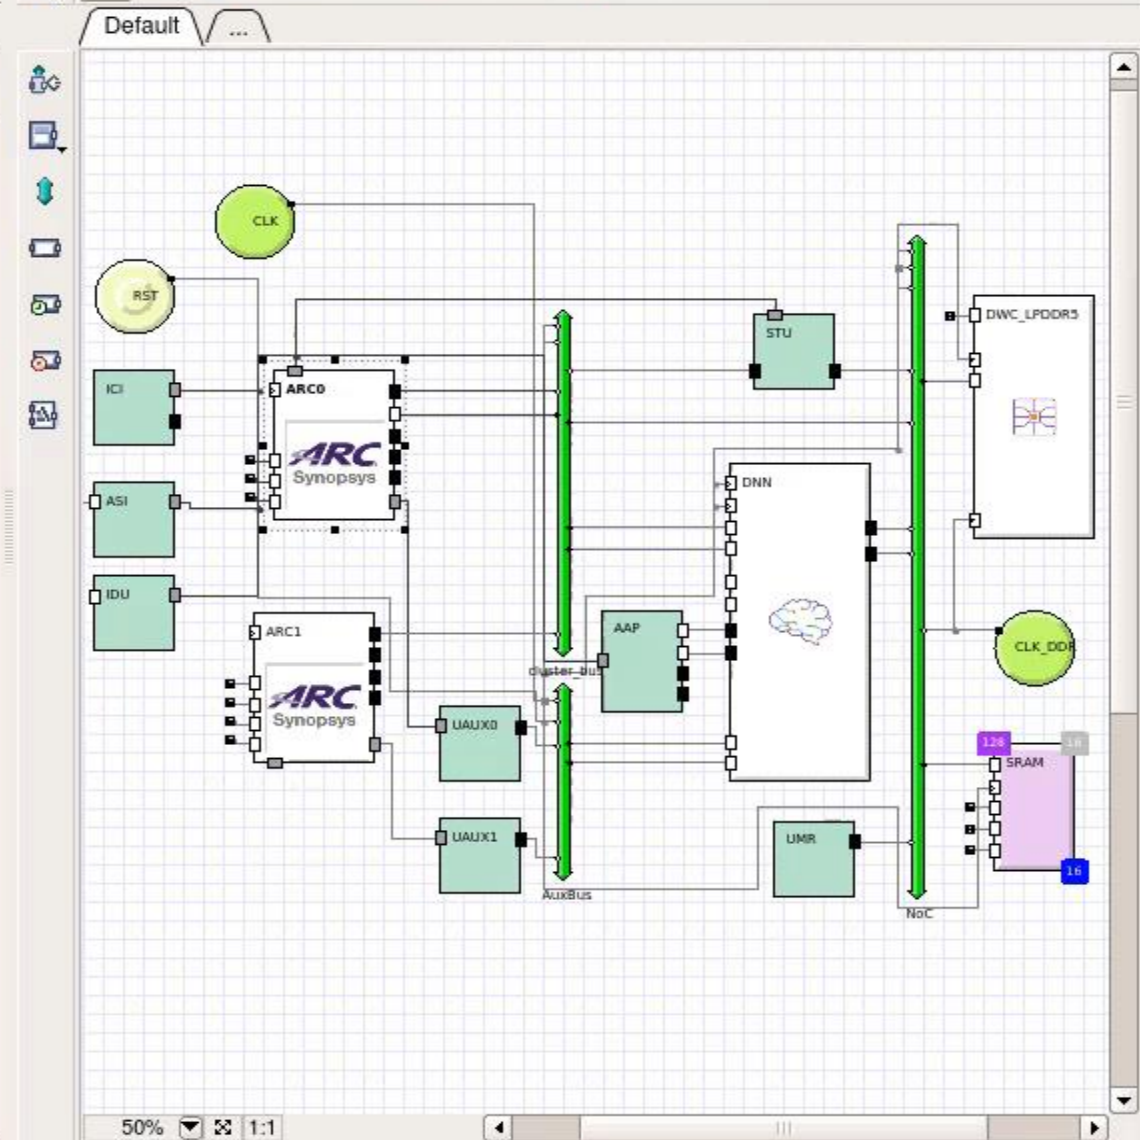 Default
...
CLK
RST
STU
DWC_LPDDR5
ICI
ARC0
ARC
Synopsys
ASI
DNN
IDU
ARC1
AAP
ARC
Synopsys
CLK_DDR
cluster_bus
UAUX0
128
16
SRAM
UAUX1
UMR
16
AuxBus
NoC
50%
1:1